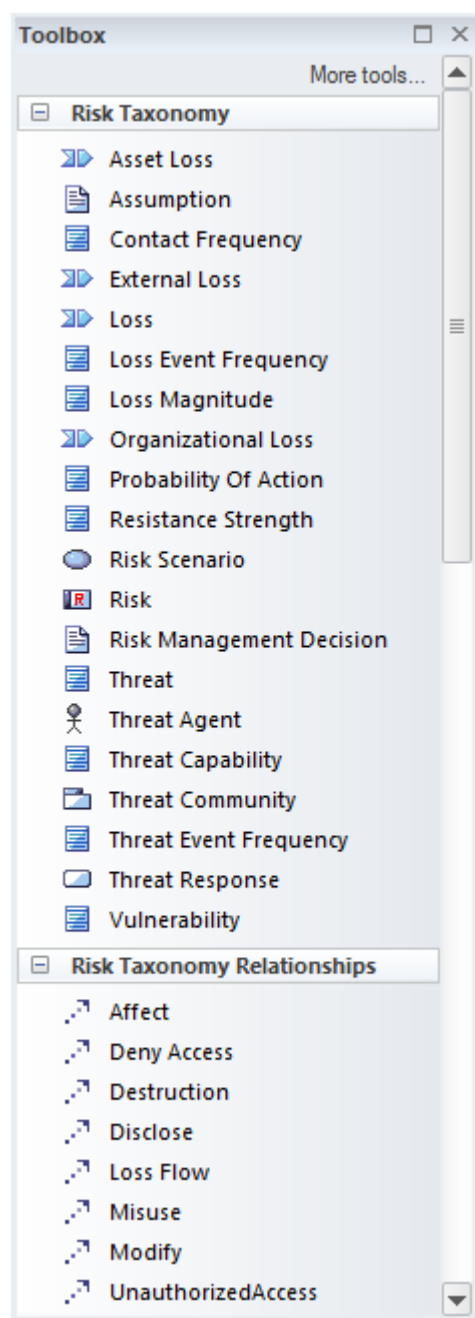 Toolbox
More tools...
Risk Taxonomy
Asset Loss
Assumption
Contact Frequency
External Loss
Loss
Loss Event Frequency
Loss Magnitude
Organizational Loss
Probability Of Action
Resistance Strength
Risk Scenario
R Risk
Risk Management Decision
Threat
Threat Agent
Threat Capability
Threat Community
Threat Event Frequency
Threat Response
Vulnerability
Risk Taxonomy Relationships
Affect
Deny Access
Destruction
Disclose
Loss Flow
Misuse
Modify
UnauthorizedAccess